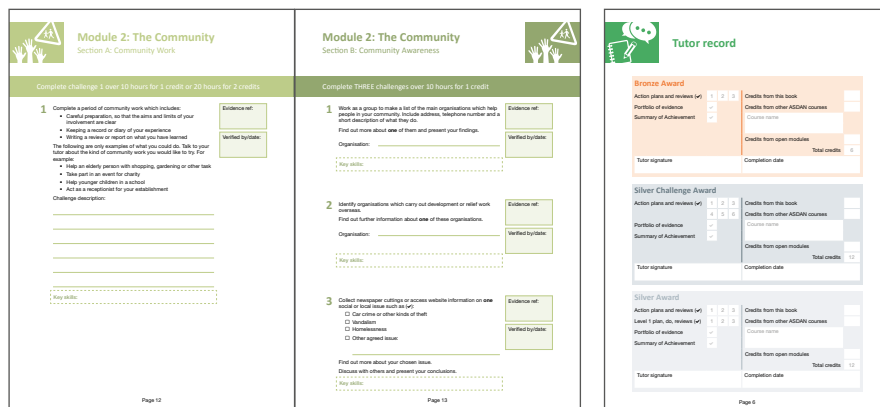 Module 2: The Community
Section A: Community Work
Complete challenge 1 over 10 hours for 1 credit or 20 hours for 2 credits
1
Complete a period of community work which includes:
• Careful preparation, so that the aims and limits of your
involvement are clear
• Keeping a record or diary of your experience
• Writing a review or report on what you have learned
The following are only examples of what you could do. Talk to your
tutor about the kind of community work you would like to try. For
example:
• Help an elderly person with shopping, gardening or other task
• Take part in an event for charity
• Help younger children in a school
• Act as a receptionist for your establishment
Challenge description:
Evidence ref:
Verified by/date:
Key skills:
Page 12
Module 2: The Community
Section B: Community Awareness
Complete THREE challenges over 10 hours for 1 credit
1
Work as a group to make a list of the main organisations which help
people in your community. Include address, telephone number and a
short description of what they do.
Find out more about one of them and present your findings.
Organisation:
Evidence ref:
Verified by/date:
Key skills:
2
Identify organisations which carry out development or relief work
overseas.
Find out further information about one of these organisations.
Organisation:
Evidence ref:
Verified by/date:
Key skills:
3
Collect newspaper cuttings or access website information on one
social or local issue such as (✓):
☐ Car crime or other kinds of theft
☐ Vandalism
☐ Homelessness
☐ Other agreed issue:
Find out more about your chosen issue.
Discuss with others and present your conclusions.
Evidence ref:
Verified by/date:
Key skills:
Page 13
Tutor record
Bronze Award
Action plans and reviews (✓) 1 2 3 Credits from this book
Portfolio of evidence ✓ Credits from other ASDAN courses
Summary of Achievement ✓ Course name
Credits from open modules
Total credits 6
Tutor signature Completion date
Silver Challenge Award
Action plans and reviews (✓) 1 2 3 Credits from this book
4 5 6 Credits from other ASDAN courses
Portfolio of evidence ✓ Course name
Summary of Achievement ✓
Credits from open modules
Total credits 12
Tutor signature Completion date
Silver Award
Action plans and reviews (✓) 1 2 3 Credits from this book
Level 1 plan, do, reviews (✓) 1 2 3 Credits from other ASDAN courses
Portfolio of evidence ✓ Course name
Summary of Achievement ✓
Credits from open modules
Total credits 12
Tutor signature Completion date
Page 6